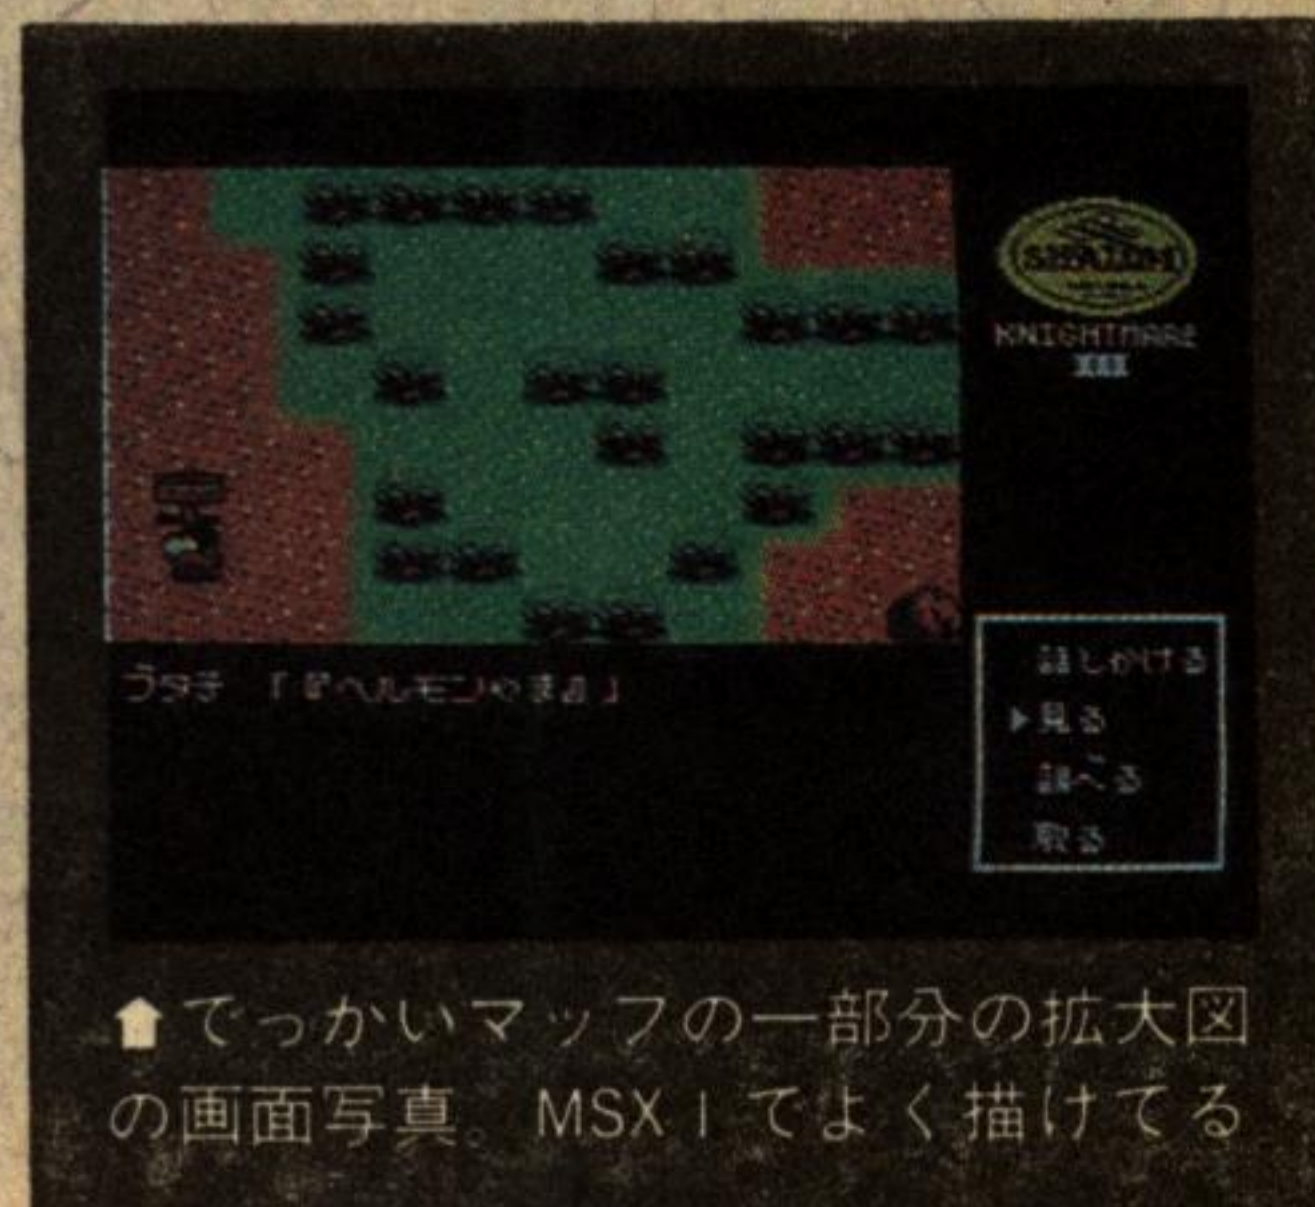 SHALOM
KNIGHTMARE
III
フタチ 「『ヘルモンやま』」
話しかける
▶見る
調べる
取る
⬆でっかいマップの一部分の拡大図
の画面写真。MSX1でよく描けてる